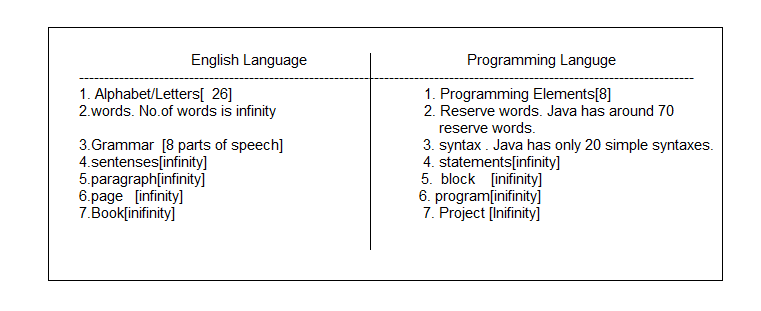 English Language
1. Alphabet/Letters[ 26]
2.words. No.of words is infinity
3.Grammar [8 parts of speech]
4.sentenses[infinity]
5.paragraph[infinity]
6.page [infinity]
7.Book[inifinity]
Programming Languge
1. Programming Elements[8]
2. Reserve words. Java has around 70
reserve words.
3. syntax . Java has only 20 simple syntaxes.
4. statements[infinity]
5. block [inifinity]
6. program[inifinity]
7. Project [Inifinity]